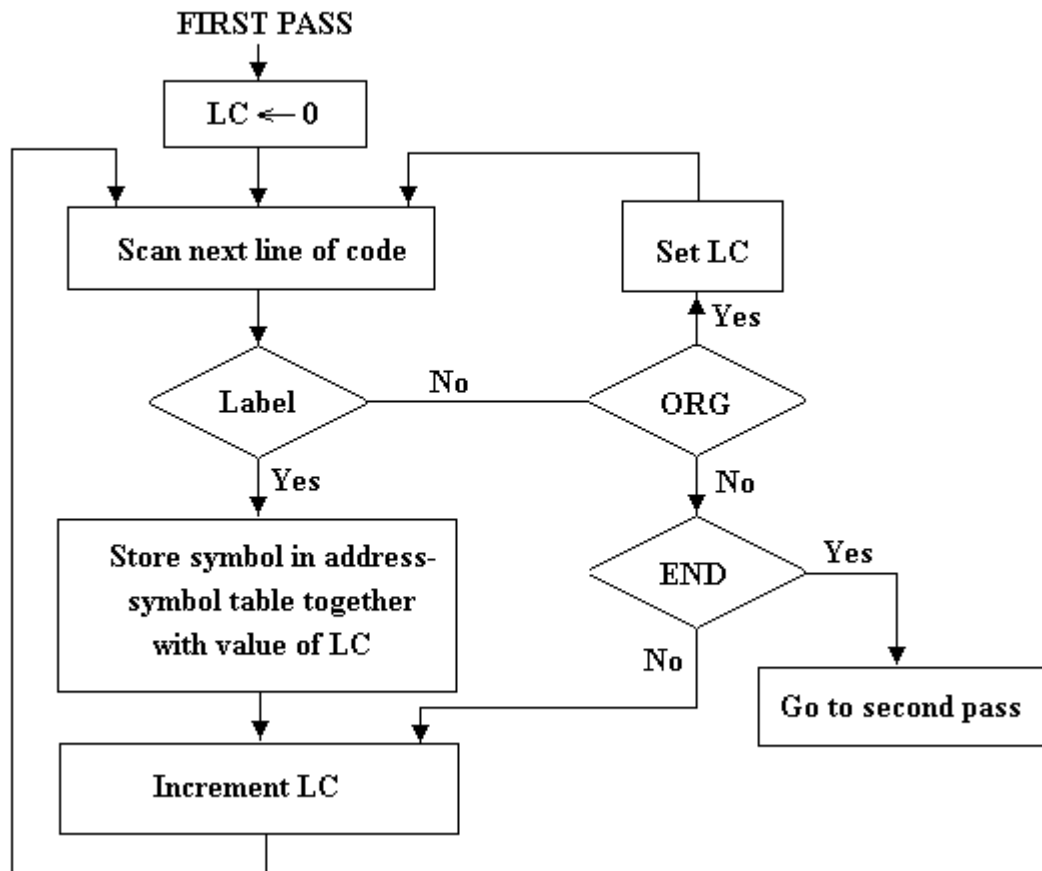 FIRST PASS
LC ← 0
Scan next line of code
Set LC
Yes
Label
No
ORG
Yes
No
Store symbol in address-
symbol table together
with value of LC
END
Yes
No
Go to second pass
Increment LC